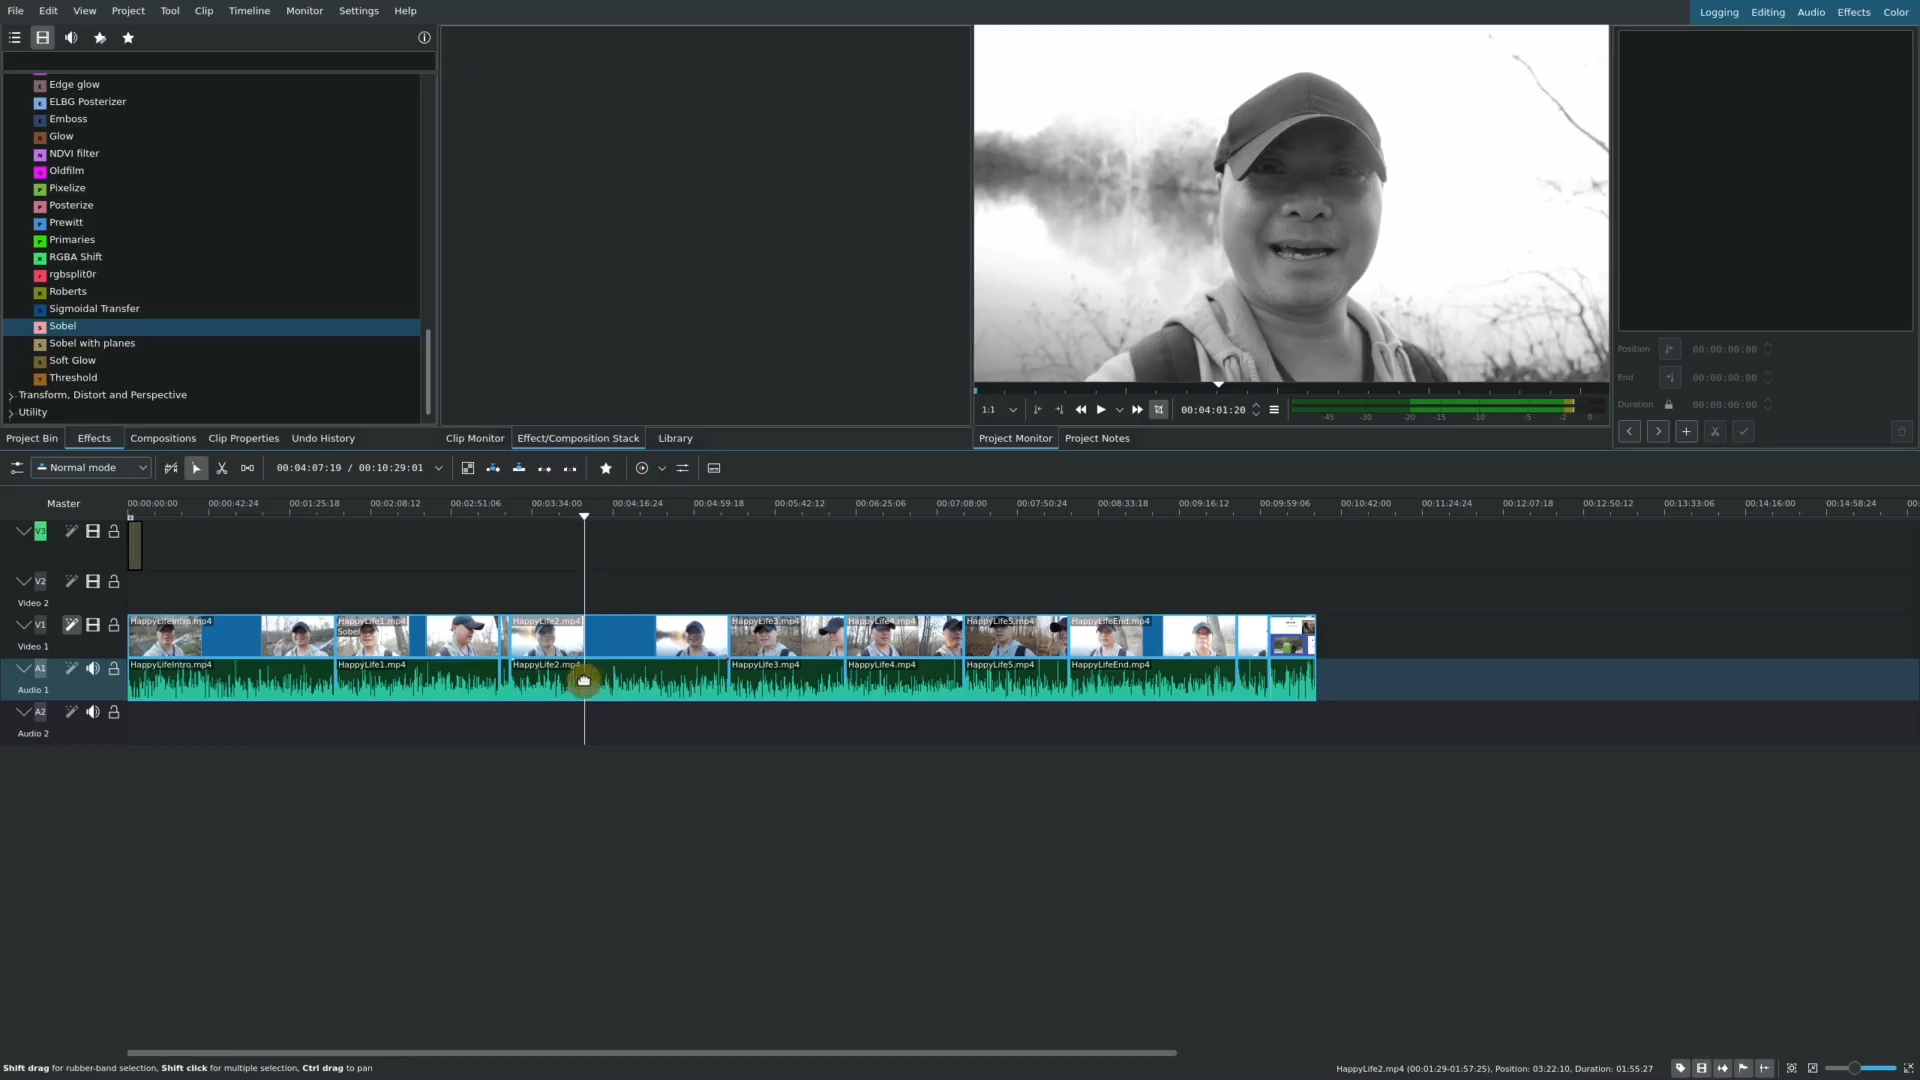 File Edit View Project Tool Clip Timeline Monitor Settings Help
Logging Editing Audio Effects Color
Edge glow
ELBG Posterizer
Emboss
Glow
NDVI filter
Oldfilm
Pixelize
Posterize
Prewitt
Primaries
RGBA Shift
rgbsplit0r
Roberts
Sigmoidal Transfer
Sobel
Sobel with planes
Soft Glow
Threshold
Transform, Distort and Perspective
Utility
Project Bin Effects Compositions Clip Properties Undo History
Clip Monitor Effect/Composition Stack Library
1:1 00:04:01:20 -45 -30 -20 -15 -10 -5 -2 0
Project Monitor Project Notes
Position 00:00:00:00
End 00:00:00:00
Duration 00:00:00:00
Normal mode 00:04:07:19 / 00:10:29:01
Master 00:00:00:00 00:00:42:24 00:01:25:18 00:02:08:12 00:02:51:06 00:03:34:00 00:04:16:24 00:04:59:18 00:05:42:12 00:06:25:06 00:07:08:00 00:07:50:24 00:08:33:18 00:09:16:12 00:09:59:06 00:10:42:00 00:11:24:24 00:12:07:18 00:12:50:12 00:13:33:06 00:14:16:00 00:14:58:24 00:
V3
V2
Video 2
V1 HappyLifeIntro.mp4 HappyLife1.mp4 HappyLife2.mp4 HappyLife3.mp4 HappyLife4.mp4 HappyLife5.mp4 HappyLifeEnd.mp4
Sobel
Video 1
A1 HappyLifeIntro.mp4 HappyLife1.mp4 HappyLife2.mp4 HappyLife3.mp4 HappyLife4.mp4 HappyLife5.mp4 HappyLifeEnd.mp4
Audio 1
A2
Audio 2
Shift drag for rubber-band selection, Shift click for multiple selection, Ctrl drag to pan
HappyLife2.mp4 (00:01:29-01:57:25), Position: 03:22:10, Duration: 01:55:27